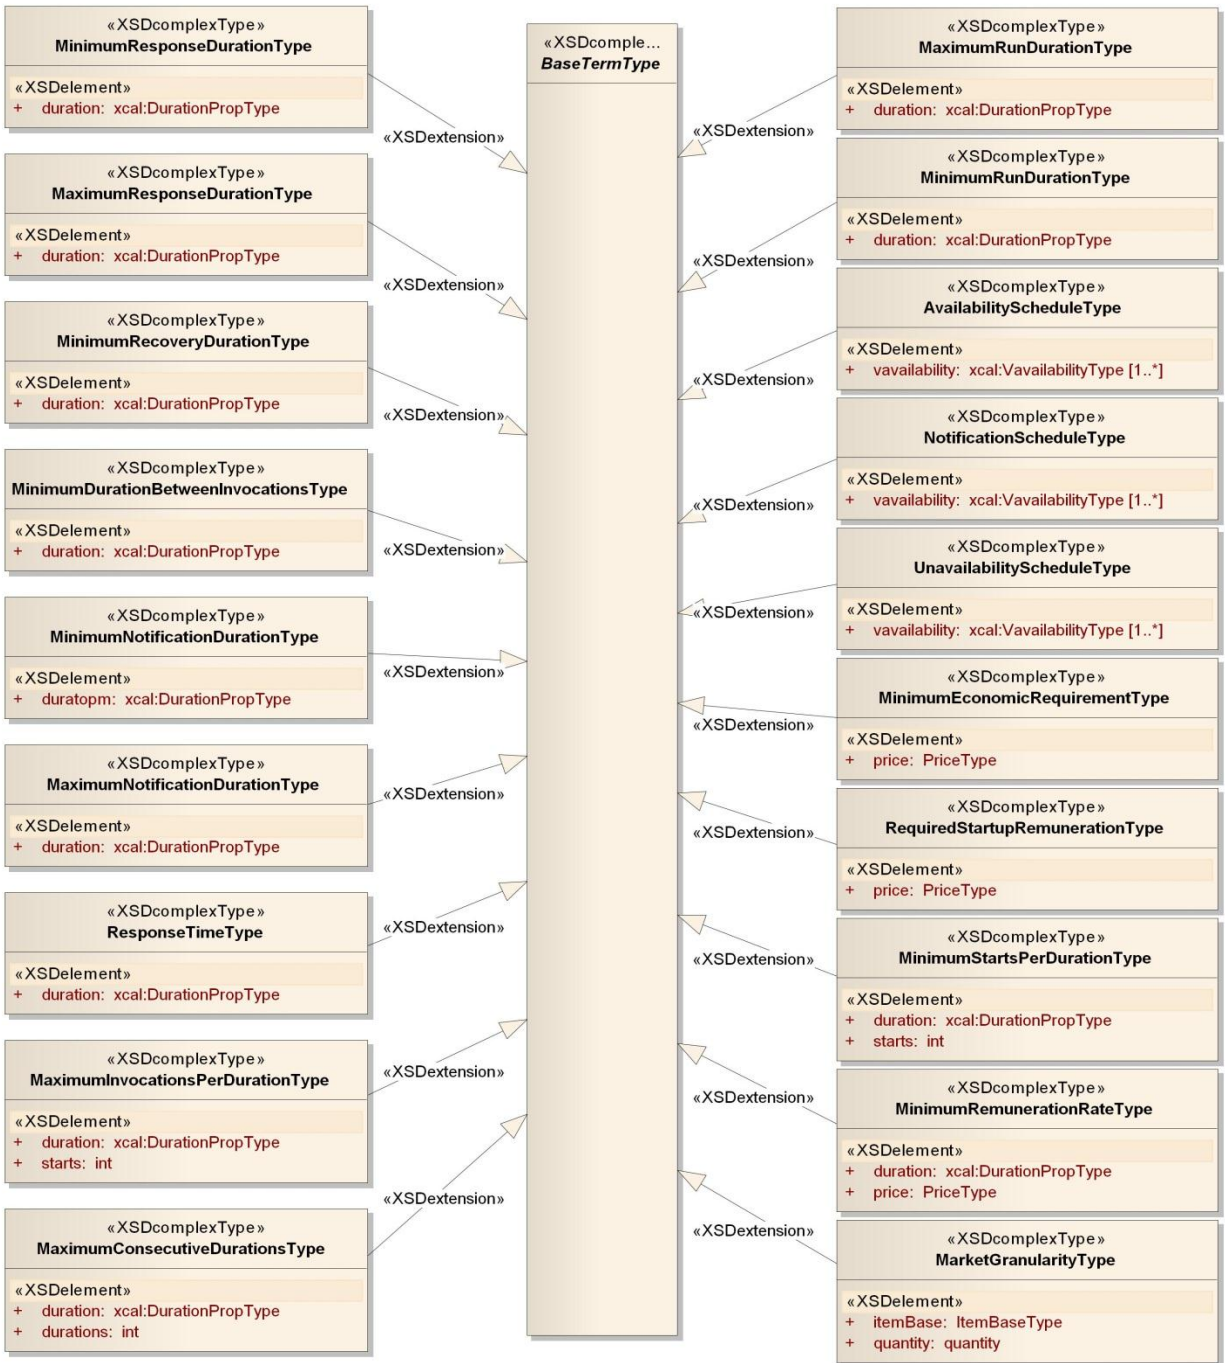 «XSDcomplexType»
MinimumResponseDurationType
«XSDelement»
+ duration: xcal:DurationPropType
«XSDextension»
«XSDcomplexType»
MaximumResponseDurationType
«XSDelement»
+ duration: xcal:DurationPropType
«XSDextension»
«XSDcomplexType»
MinimumRecoveryDurationType
«XSDelement»
+ duration: xcal:DurationPropType
«XSDextension»
«XSDcomplexType»
MinimumDurationBetweenInvocationsType
«XSDelement»
+ duration: xcal:DurationPropType
«XSDextension»
«XSDcomplexType»
MinimumNotificationDurationType
«XSDelement»
+ duratopm: xcal:DurationPropType
«XSDextension»
«XSDcomplexType»
MaximumNotificationDurationType
«XSDelement»
+ duration: xcal:DurationPropType
«XSDextension»
«XSDcomplexType»
ResponseTimeType
«XSDelement»
+ duration: xcal:DurationPropType
«XSDextension»
«XSDcomplexType»
MaximumInvocationsPerDurationType
«XSDelement»
+ duration: xcal:DurationPropType
+ starts: int
«XSDextension»
«XSDcomplexType»
MaximumConsecutiveDurationsType
«XSDelement»
+ duration: xcal:DurationPropType
+ durations: int
«XSDextension»
«XSDcomple...
BaseTermType
«XSDcomplexType»
MaximumRunDurationType
«XSDelement»
+ duration: xcal:DurationPropType
«XSDextension»
«XSDcomplexType»
MinimumRunDurationType
«XSDelement»
+ duration: xcal:DurationPropType
«XSDextension»
«XSDcomplexType»
AvailabilityScheduleType
«XSDelement»
+ vavailability: xcal:VavailabilityType [1..*]
«XSDextension»
«XSDcomplexType»
NotificationScheduleType
«XSDelement»
+ vavailability: xcal:VavailabilityType [1..*]
«XSDextension»
«XSDcomplexType»
UnavailabilityScheduleType
«XSDelement»
+ vavailability: xcal:VavailabilityType [1..*]
«XSDextension»
«XSDcomplexType»
MinimumEconomicRequirementType
«XSDelement»
+ price: PriceType
«XSDextension»
«XSDcomplexType»
RequiredStartupRemunerationType
«XSDelement»
+ price: PriceType
«XSDextension»
«XSDcomplexType»
MinimumStartsPerDurationType
«XSDelement»
+ duration: xcal:DurationPropType
+ starts: int
«XSDextension»
«XSDcomplexType»
MinimumRemunerationRateType
«XSDelement»
+ duration: xcal:DurationPropType
+ price: PriceType
«XSDextension»
«XSDcomplexType»
MarketGranularityType
«XSDelement»
+ itemBase: ItemBaseType
+ quantity: quantity
«XSDextension»